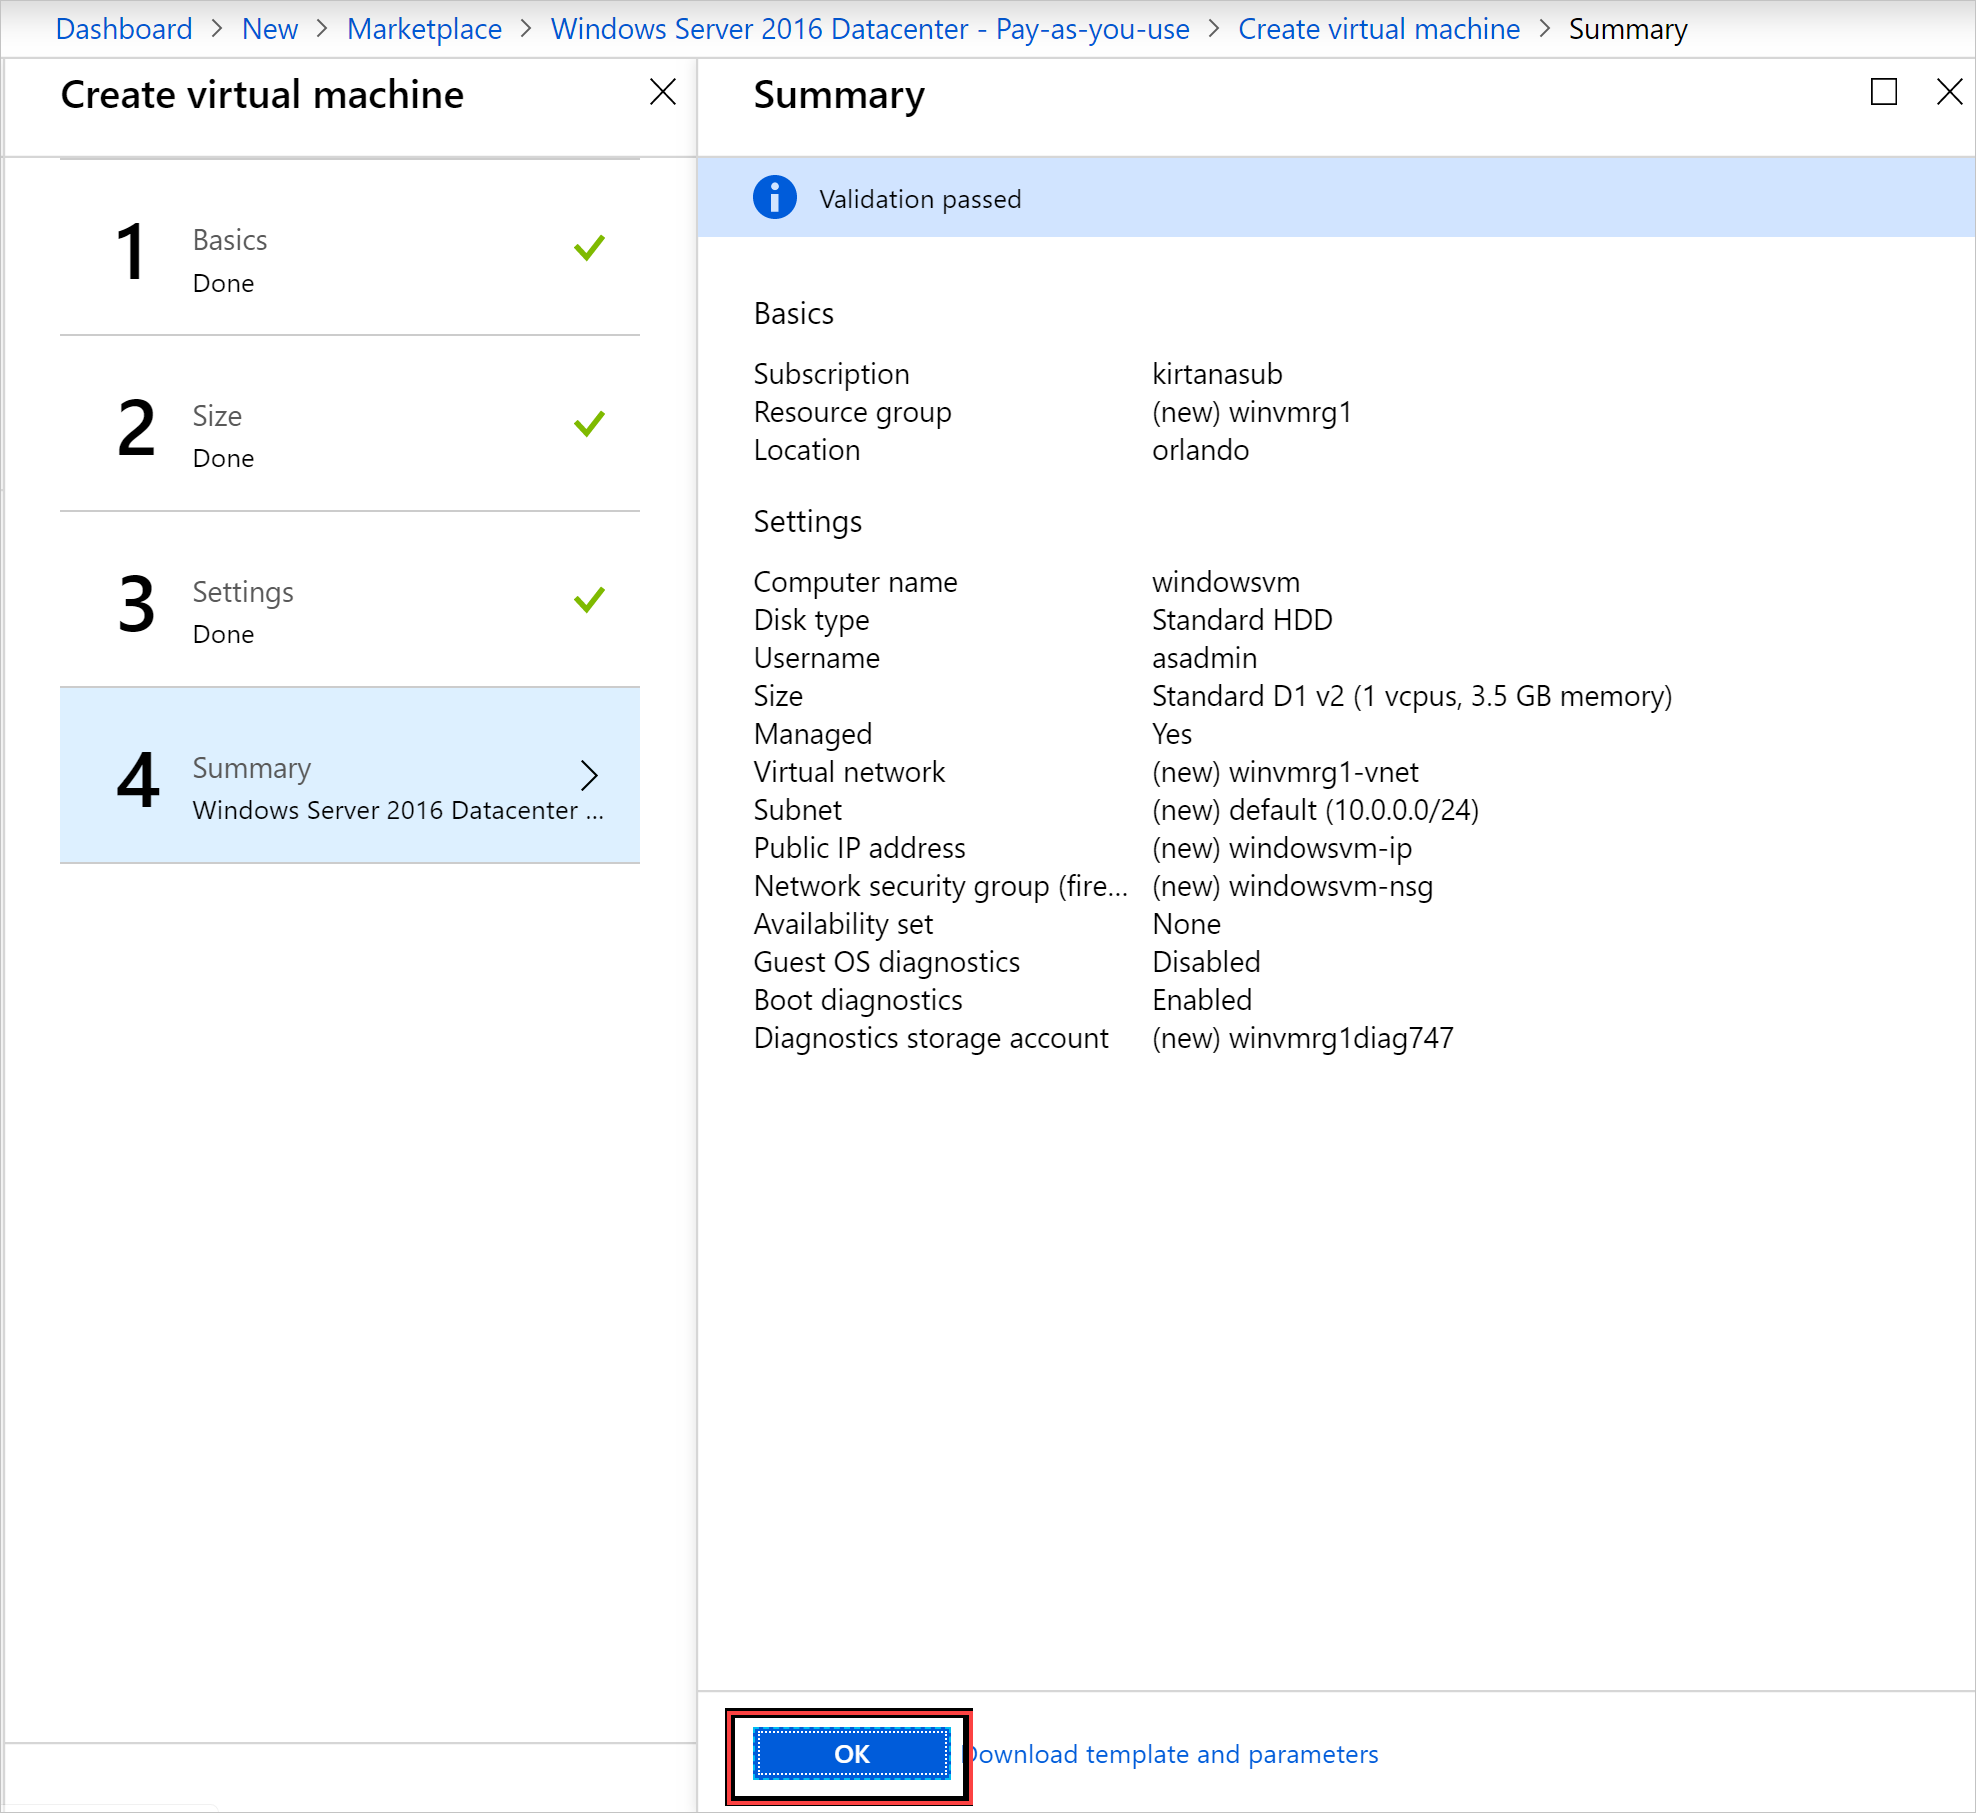 Dashboard > New > Marketplace > Windows Server 2016 Datacenter - Pay-as-you-use > Create virtual machine > Summary
Create virtual machine
1
Basics
Done
2
Size
Done
3
Settings
Done
4
Summary
Windows Server 2016 Datacenter ...
Summary
Validation passed
Basics
Subscription kirtanasub
Resource group (new) winvmrg1
Location orlando
Settings
Computer name windowsvm
Disk type Standard HDD
Username asadmin
Size Standard D1 v2 (1 vcpus, 3.5 GB memory)
Managed Yes
Virtual network (new) winvmrg1-vnet
Subnet (new) default (10.0.0.0/24)
Public IP address (new) windowsvm-ip
Network security group (fire... (new) windowsvm-nsg
Availability set None
Guest OS diagnostics Disabled
Boot diagnostics Enabled
Diagnostics storage account (new) winvmrg1diag747
OK
Download template and parameters